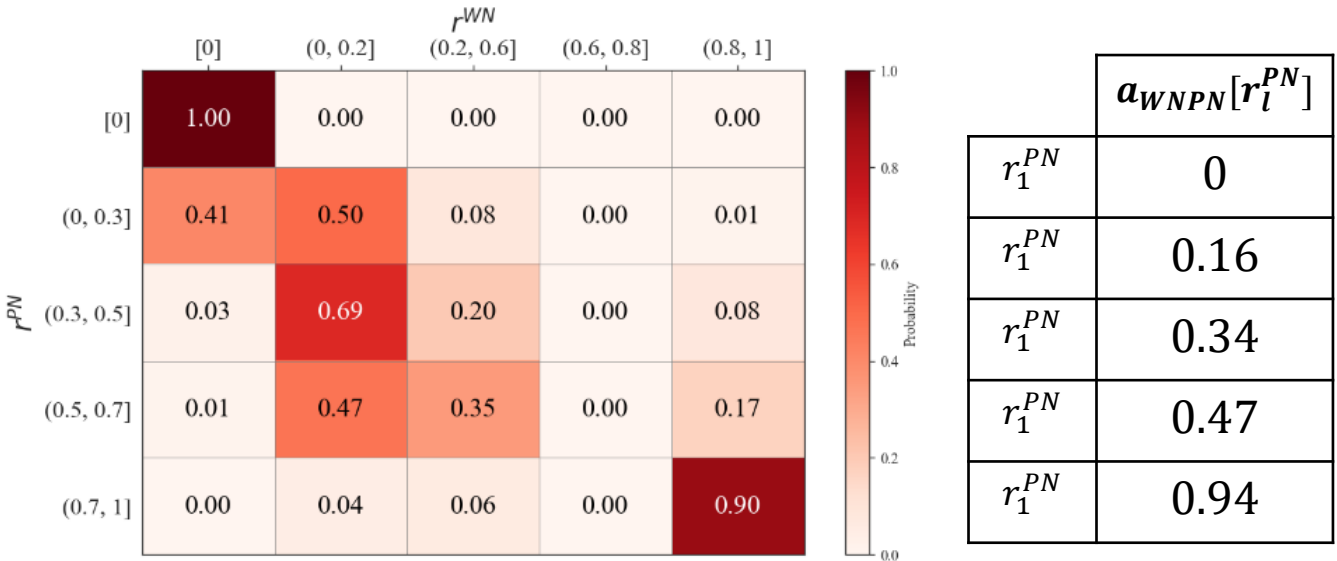 r^{WN}
[0] (0, 0.2] (0.2, 0.6] (0.6, 0.8] (0.8, 1]
[0] 1.00 0.00 0.00 0.00 0.00
(0, 0.3] 0.41 0.50 0.08 0.00 0.01
(0.3, 0.5] 0.03 0.69 0.20 0.00 0.08
(0.5, 0.7] 0.01 0.47 0.35 0.00 0.17
(0.7, 1] 0.00 0.04 0.06 0.00 0.90
r^{PN}
1.0
0.8
0.6
0.4
0.2
0.0
Probability
a_{WNPN}[r_l^{PN}]
r_1^{PN} 0
r_1^{PN} 0.16
r_1^{PN} 0.34
r_1^{PN} 0.47
r_1^{PN} 0.94